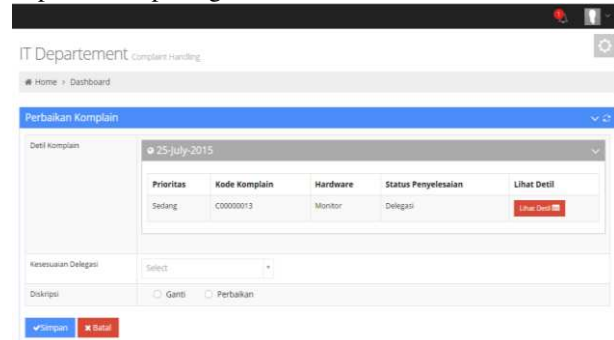 IT Departement Complaint Handling
Home > Dashboard
Perbaikan Komplain
Detil Komplain
25-July-2015
Prioritas Kode Komplain Hardware Status Penyelesaian Lihat Detil
Sedang C00000013 Monitor Delegasi Lihat Detil
Kesesuaian Delegasi
Select
Diskripsi
Ganti Perbaikan
Simpan Batal